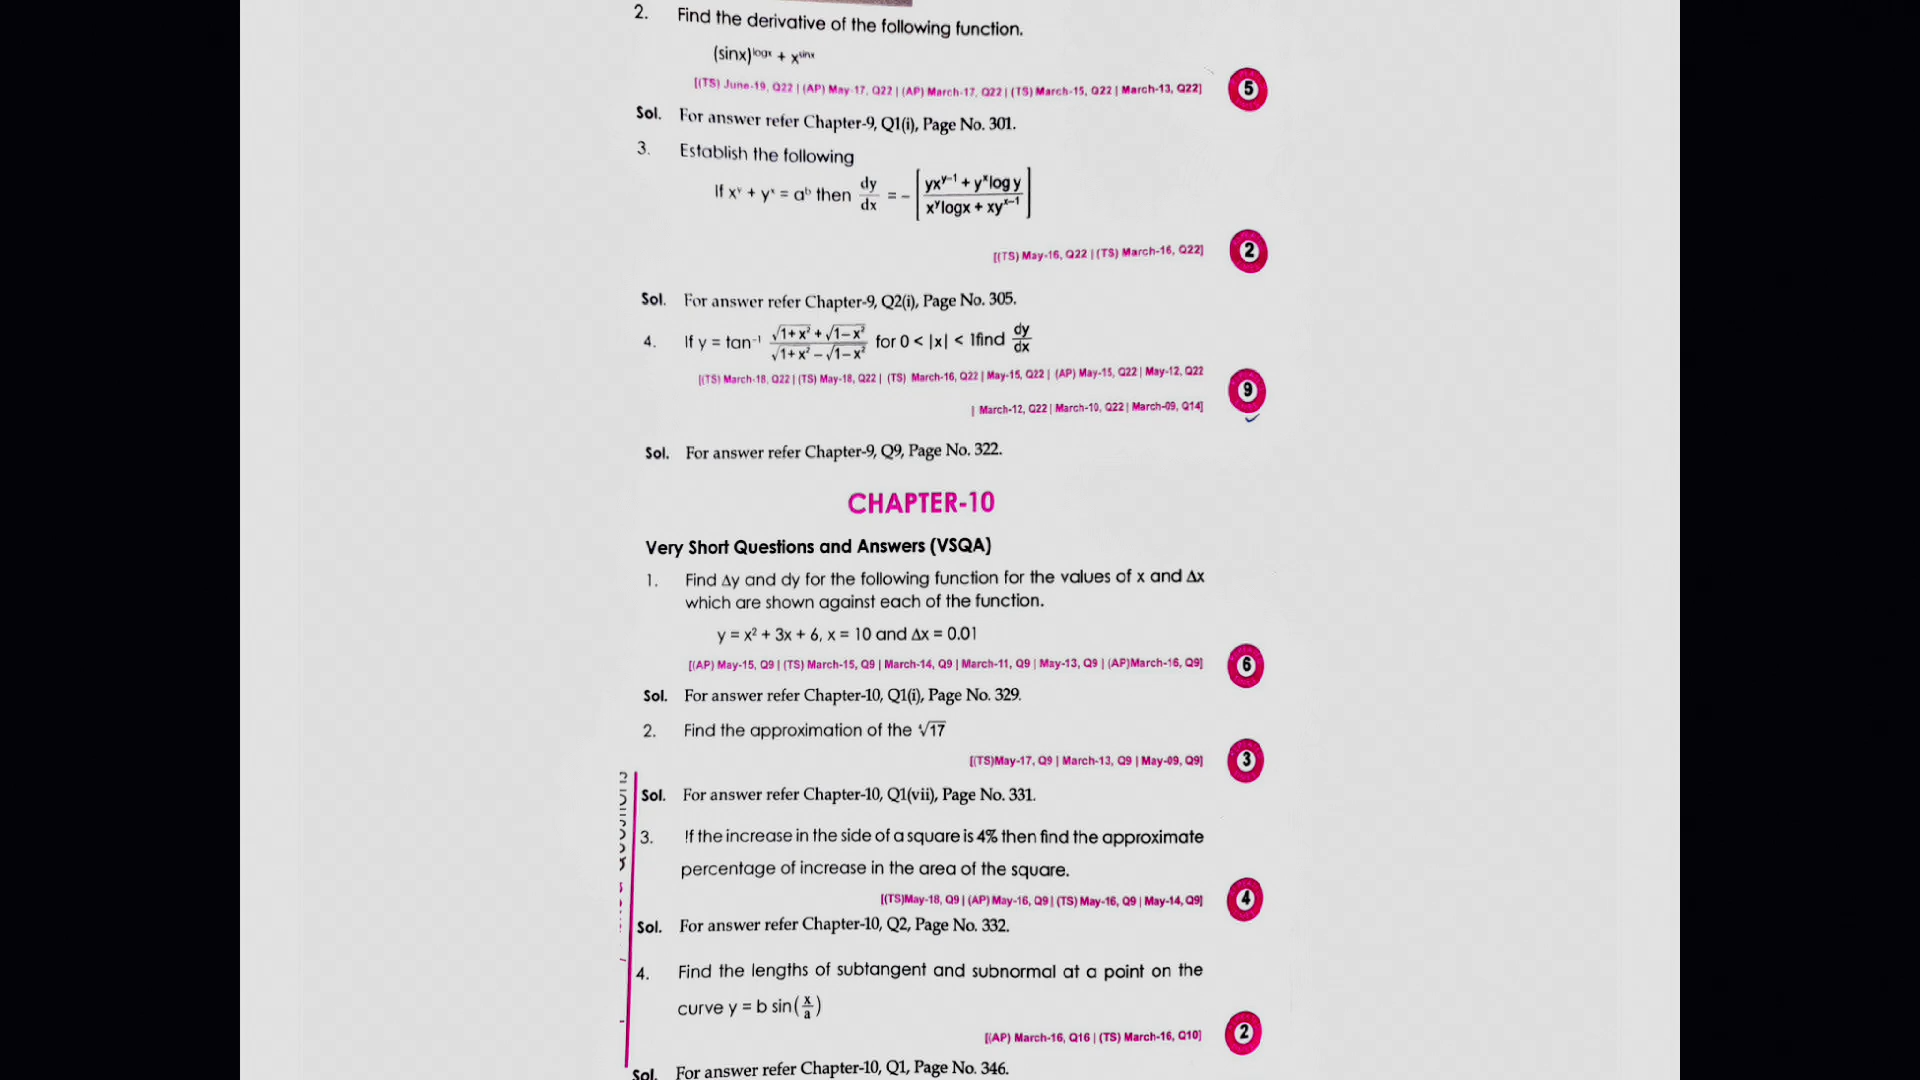 2. Find the derivative of the following function.
(sinx)^logx + x^sinx
[(TS) June-19, Q22 | (AP) May-17, Q22 | (AP) March-17, Q22 | (TS) March-15, Q22 | March-13, Q22] 5
Sol. For answer refer Chapter-9, Q1(i), Page No. 301.
3. Establish the following
If x^y + y^x = a^b then dy/dx = - [ (yx^(y-1) + y^x log y) / (x^y logx + xy^(x-1)) ]
[(TS) May-16, Q22 | (TS) March-16, Q22] 2
Sol. For answer refer Chapter-9, Q2(i), Page No. 305.
4. If y = tan⁻¹ (√1+x² + √1−x²) / (√1+x² − √1−x²) for 0 < |x| < 1find dy/dx
[(TS) March-18, Q22 | (TS) May-18, Q22 | (TS) March-16, Q22 | May-15, Q22 | (AP) May-15, Q22 | May-12, Q22
| March-12, Q22 | March-10, Q22 | March-09, Q14] 9
Sol. For answer refer Chapter-9, Q9, Page No. 322.
CHAPTER-10
Very Short Questions and Answers (VSQA)
1. Find Δy and dy for the following function for the values of x and Δx
which are shown against each of the function.
y = x² + 3x + 6, x = 10 and Δx = 0.01
[(AP) May-15, Q9 | (TS) March-15, Q9 | March-14, Q9 | March-11, Q9 | May-13, Q9 | (AP)March-16, Q9] 6
Sol. For answer refer Chapter-10, Q1(i), Page No. 329.
2. Find the approximation of the ⁴√17
[(TS)May-17, Q9 | March-13, Q9 | May-09, Q9] 3
Sol. For answer refer Chapter-10, Q1(vii), Page No. 331.
3. If the increase in the side of a square is 4% then find the approximate
percentage of increase in the area of the square.
[(TS)May-18, Q9 | (AP) May-16, Q9 | (TS) May-16, Q9 | May-14, Q9] 4
Sol. For answer refer Chapter-10, Q2, Page No. 332.
4. Find the lengths of subtangent and subnormal at a point on the
curve y = b sin(x/a)
[(AP) March-16, Q16 | (TS) March-16, Q10] 2
Sol. For answer refer Chapter-10, Q1, Page No. 346.